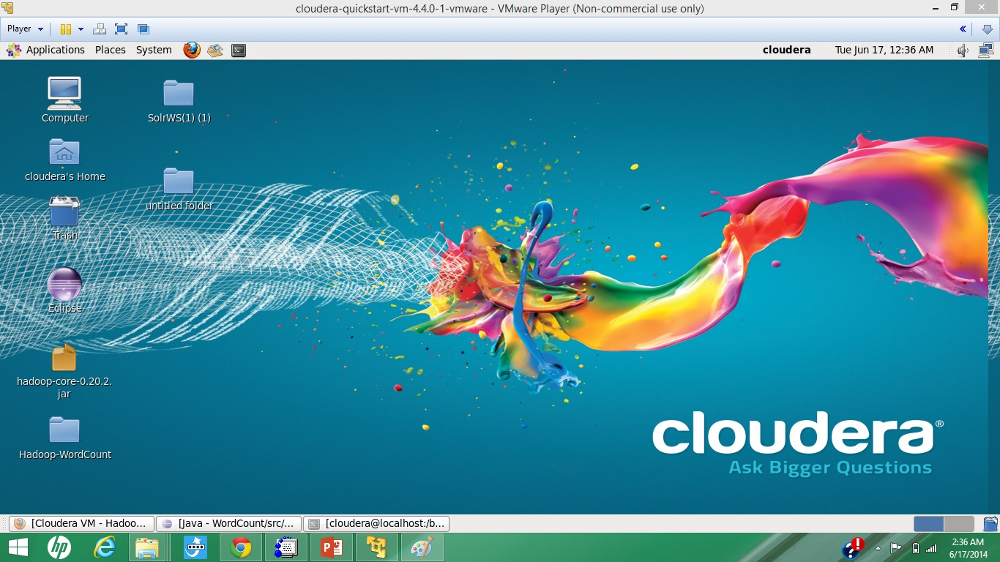 cloudera-quickstart-vm-4.4.0-1-vmware - VMware Player (Non-commercial use only)
Player
Applications Places System
cloudera Tue Jun 17, 12:36 AM
Computer
SolrWS(1) (1)
cloudera's Home
untitled folder
Trash
Eclipse
hadoop-core-0.20.2.
jar
Hadoop-WordCount
cloudera®
Ask Bigger Questions
[Cloudera VM - Hadoo... [Java - WordCount/src/... [cloudera@localhost:/b...
2:36 AM
6/17/2014